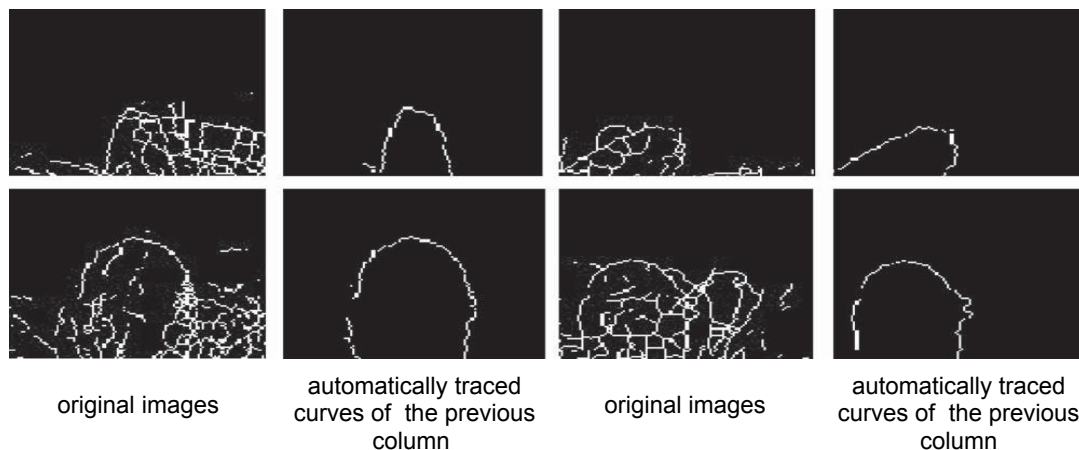 original images
automatically traced
curves of the previous
column
original images
automatically traced
curves of the previous
column